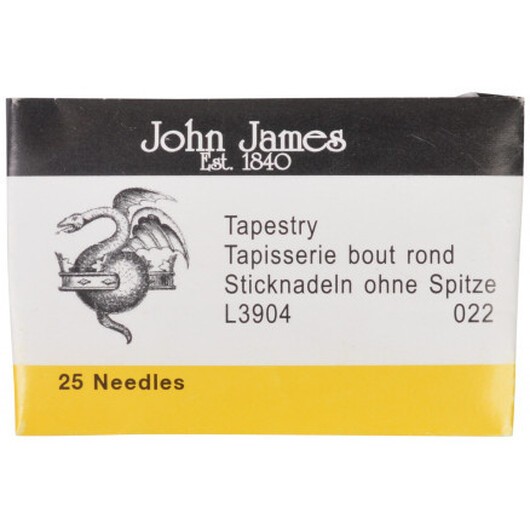 John James
Est. 1840
Tapestry
Tapisserie bout rond
Sticknadeln ohne Spitze
L3904 022
25 Needles